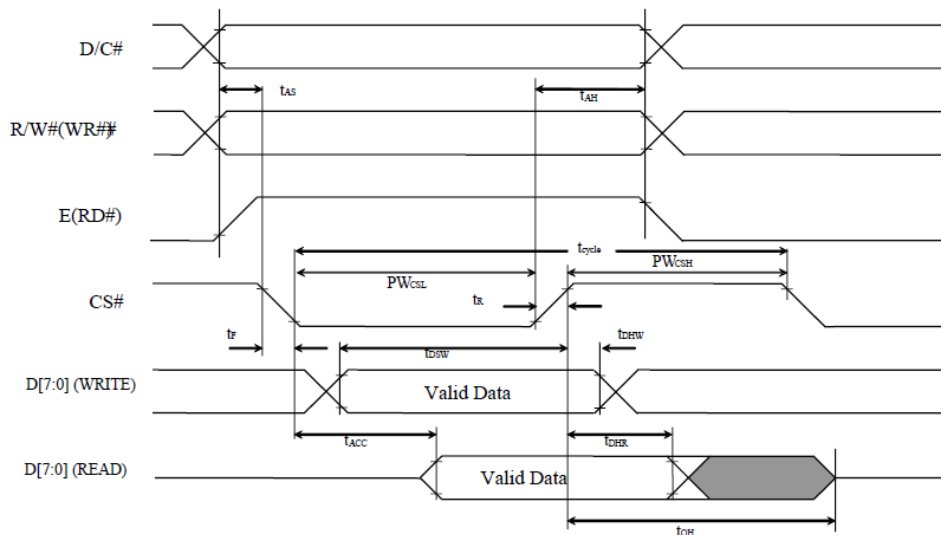 D/C#
tAS
tAH
R/W#(WR#)#
E(RD#)
tcycle
PWCSL
PWCSH
CS#
tR
tF
tDSW
tDHW
D[7:0] (WRITE)
Valid Data
tACC
tDHR
D[7:0] (READ)
Valid Data
tOH